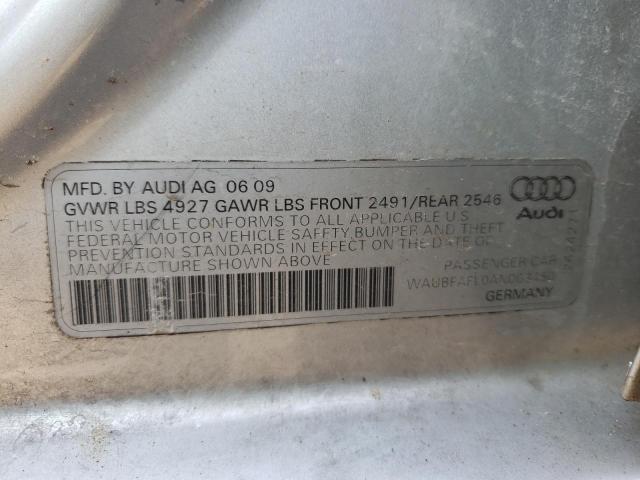 MFD. BY AUDI AG 06 09
GVWR LBS 4927 GAWR LBS FRONT 2491/REAR 2546
THIS VEHICLE CONFORMS TO ALL APPLICABLE U.S
FEDERAL MOTOR VEHICLE SAFETY,BUMPER AND THEFT
PREVENTION STANDARDS IN EFFECT ON THE DATE OF
MANUFACTURE SHOWN ABOVE
Audi
PASSENGER CAR
GERMANY